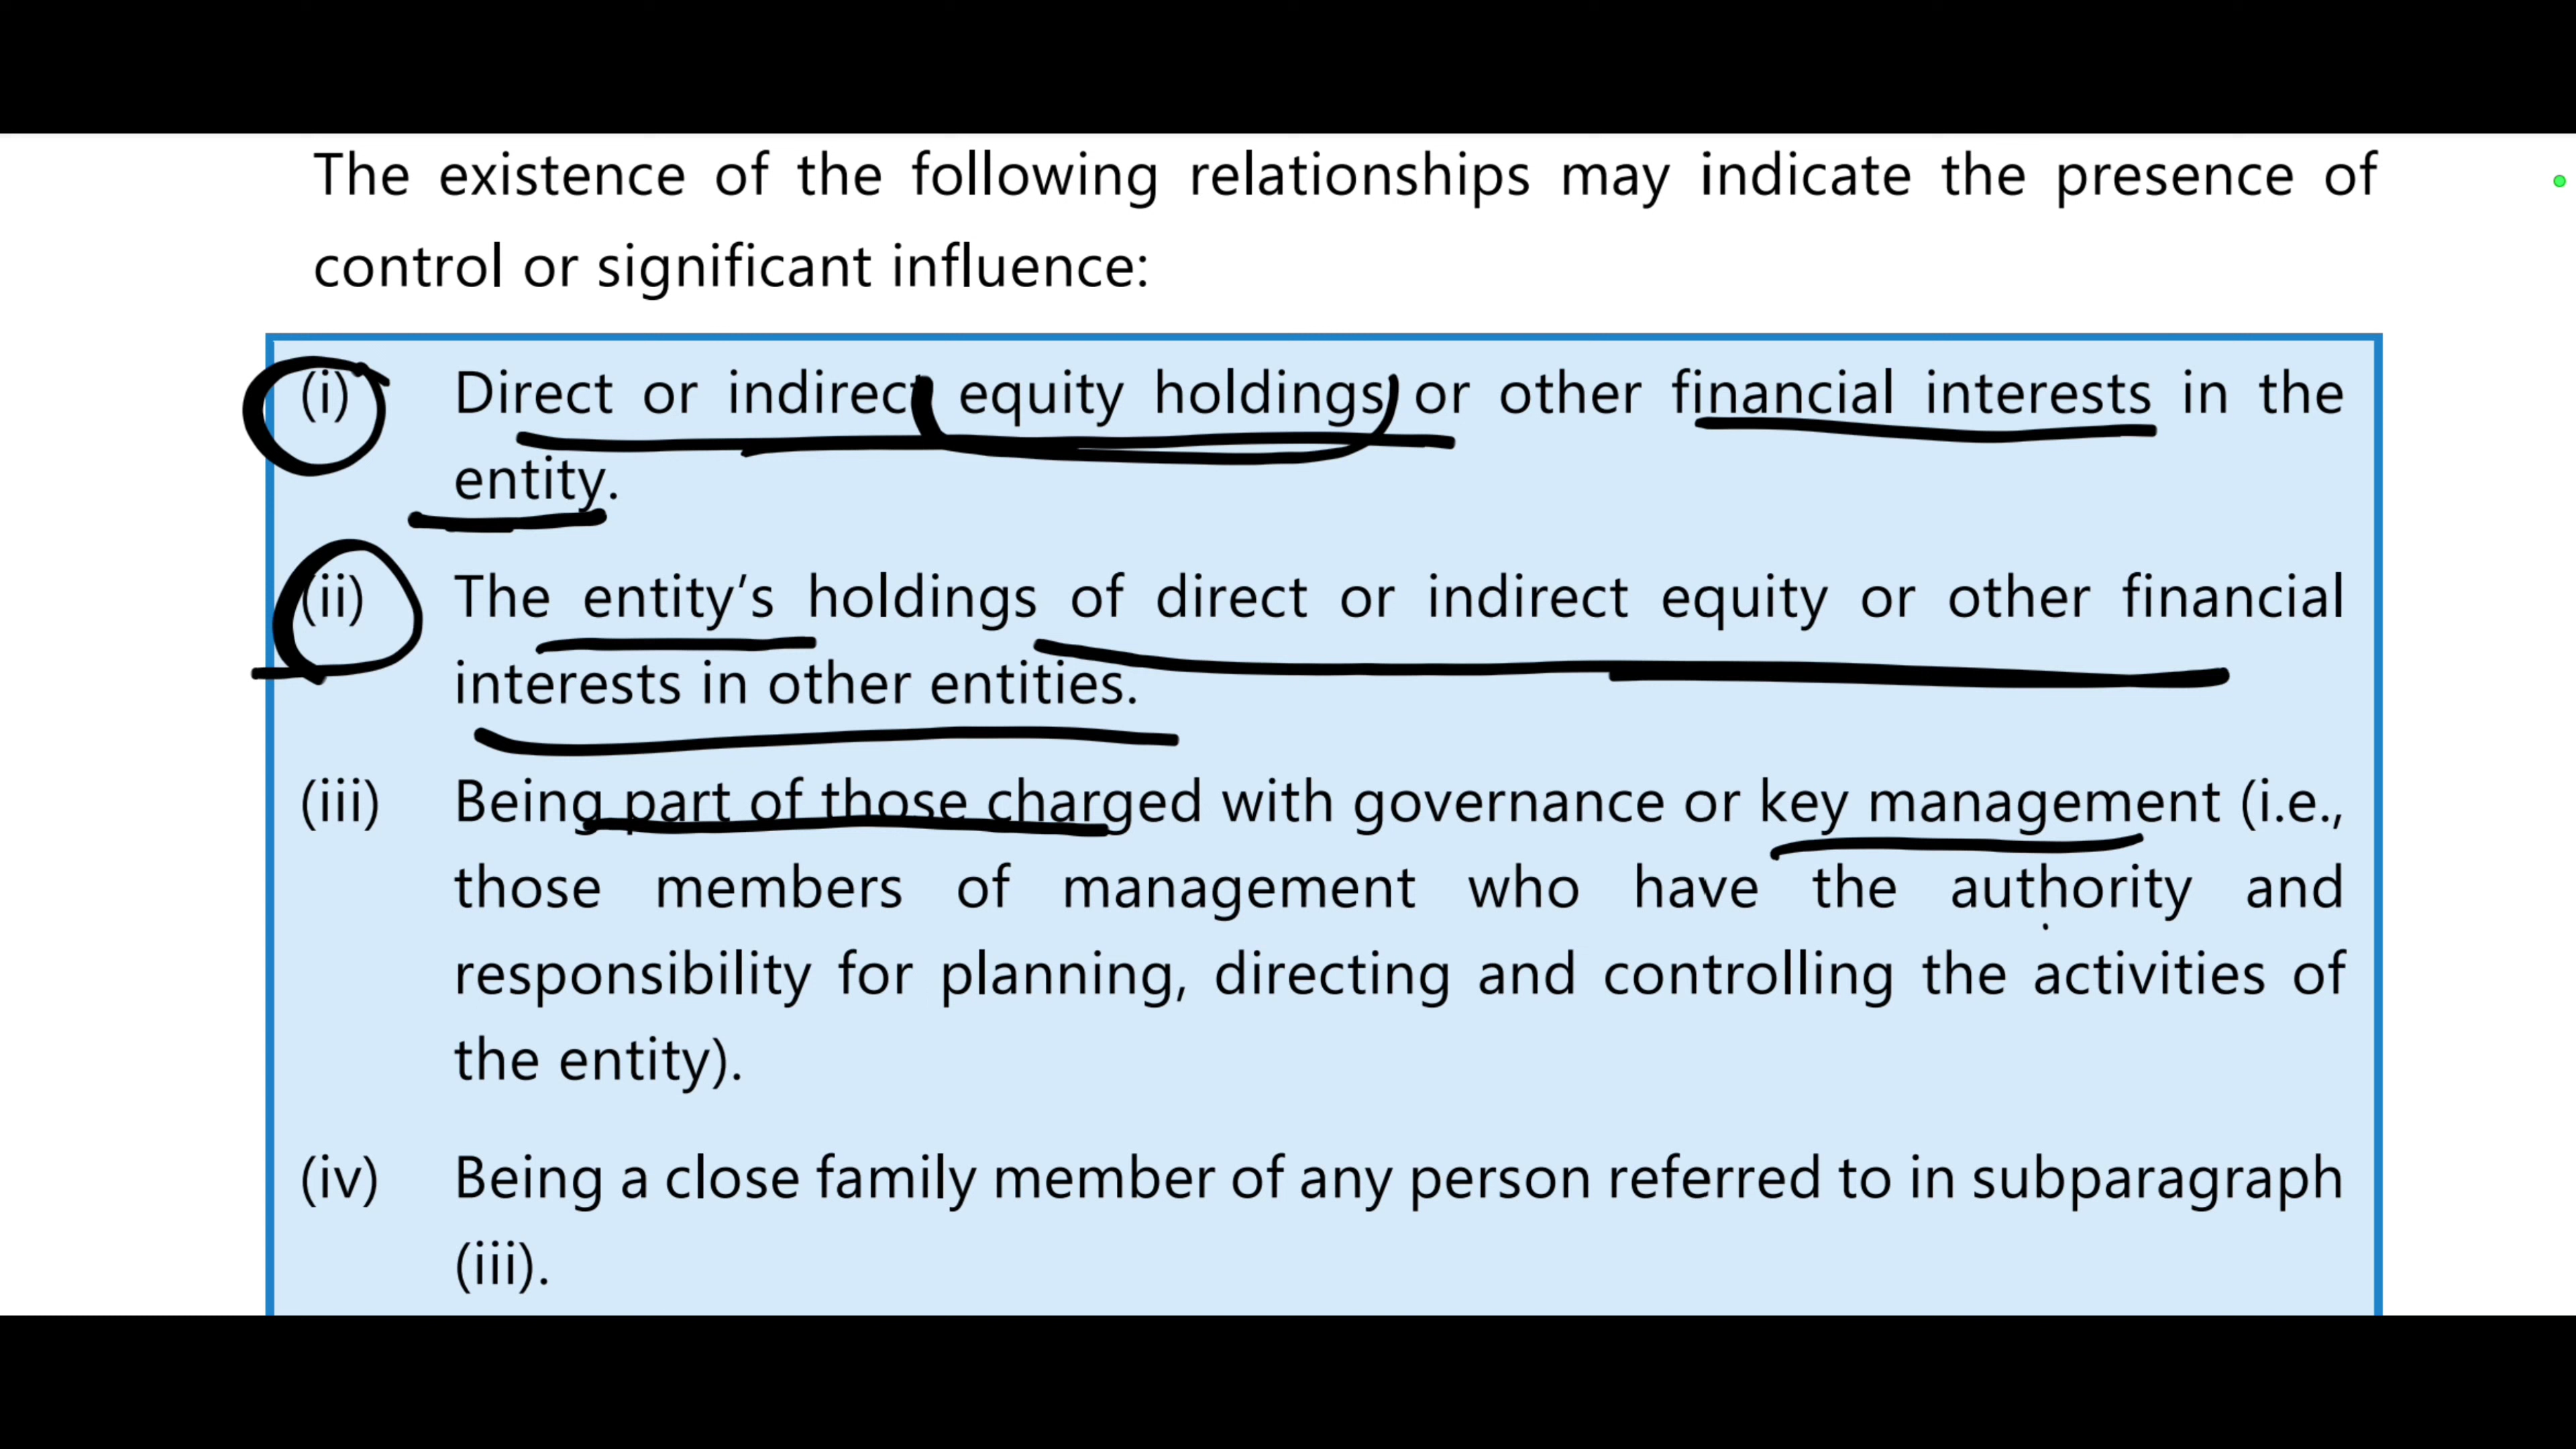 The existence of the following relationships may indicate the presence of
control or significant influence:
(i) Direct or indirect equity holdings or other financial interests in the
entity.
(ii) The entity’s holdings of direct or indirect equity or other financial
interests in other entities.
(iii) Being part of those charged with governance or key management (i.e.,
those members of management who have the authority and
responsibility for planning, directing and controlling the activities of
the entity).
(iv) Being a close family member of any person referred to in subparagraph
(iii).